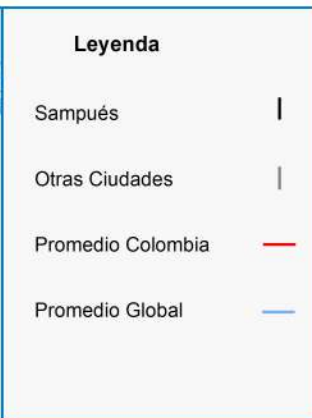 Leyenda
Sampués
Otras Ciudades
Promedio Colombia
Promedio Global